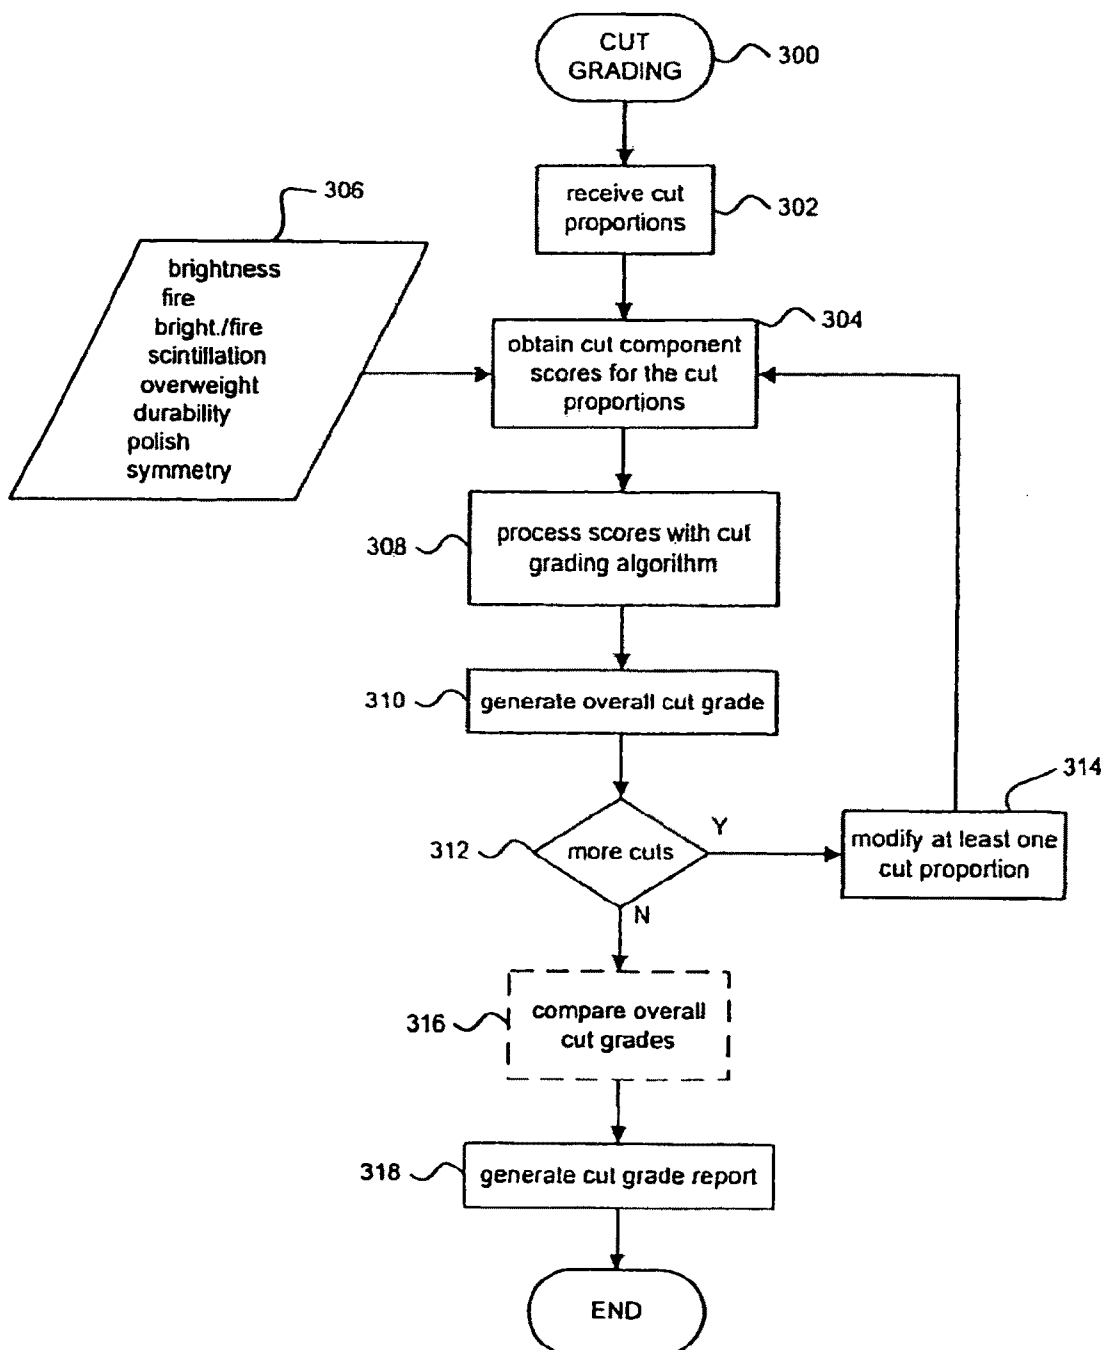 CUT
GRADING
300
receive cut
proportions
302
306
brightness
fire
bright./fire
scintillation
overweight
durability
polish
symmetry
304
obtain cut component
scores for the cut
proportions
308
process scores with cut
grading algorithm
310
generate overall cut grade
314
312
more cuts
Y
modify at least one
cut proportion
N
316
compare overall
cut grades
318
generate cut grade report
END